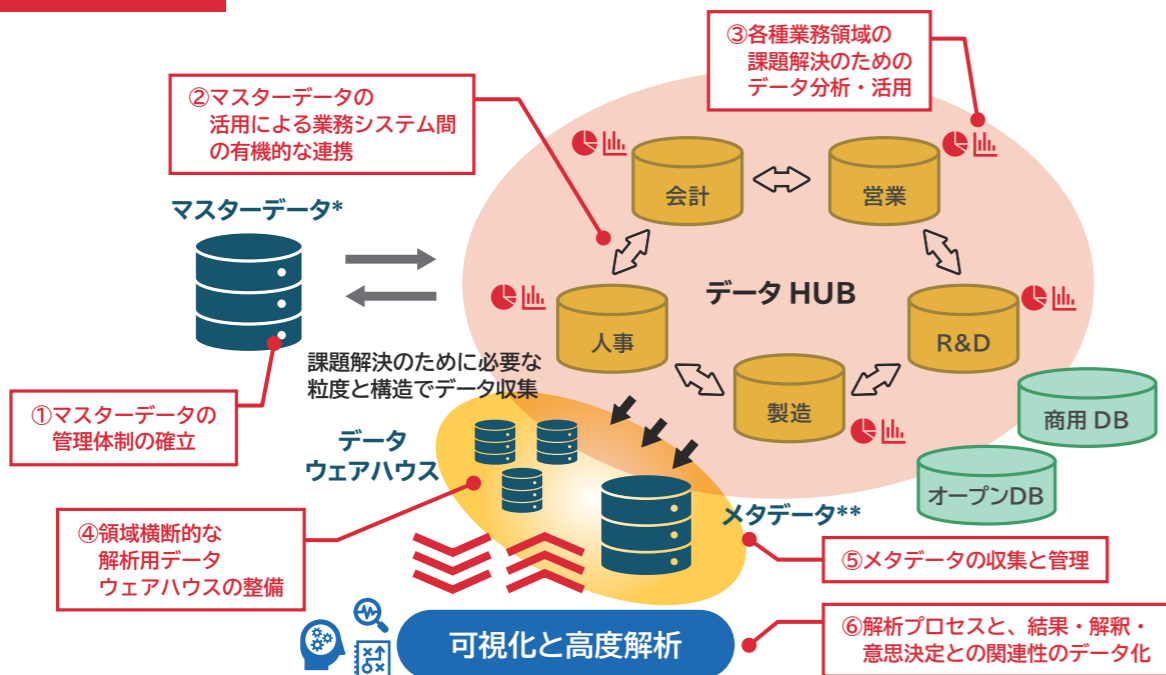 ③各種業務領域の
課題解決のための
データ分析・活用
②マスターデータの
活用による業務システム間
の有機的な連携
会計
営業
マスターデータ*
データ HUB
人事
R&D
課題解決のために必要な
粒度と構造でデータ収集
製造
①マスターデータの
管理体制の確立
商用 DB
データ
ウェアハウス
オープンDB
メタデータ**
④領域横断的な
解析用データ
ウェアハウスの整備
⑤メタデータの収集と管理
可視化と高度解析
⑥解析プロセスと、結果・解釈・
意思決定との関連性のデータ化